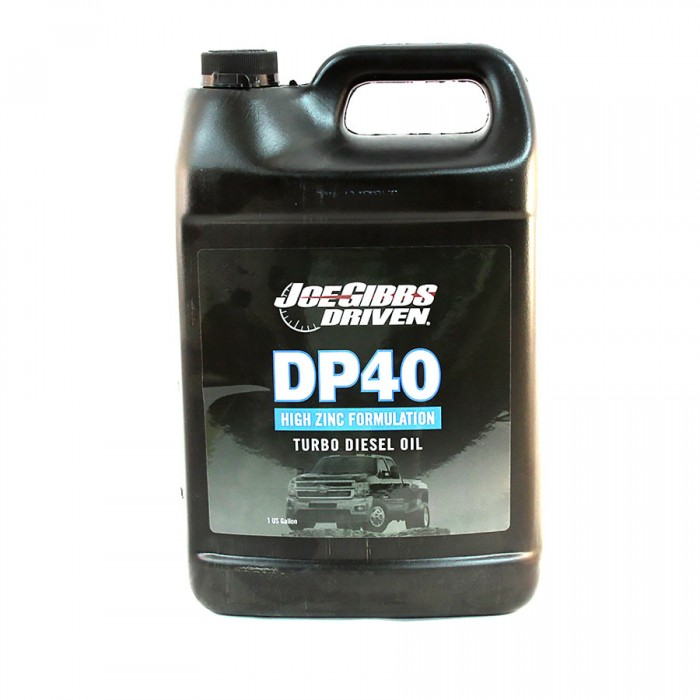 JOEGIBBS
DRIVEN®
DP40
HIGH ZINC FORMULATION
TURBO DIESEL OIL
1 US Gallon